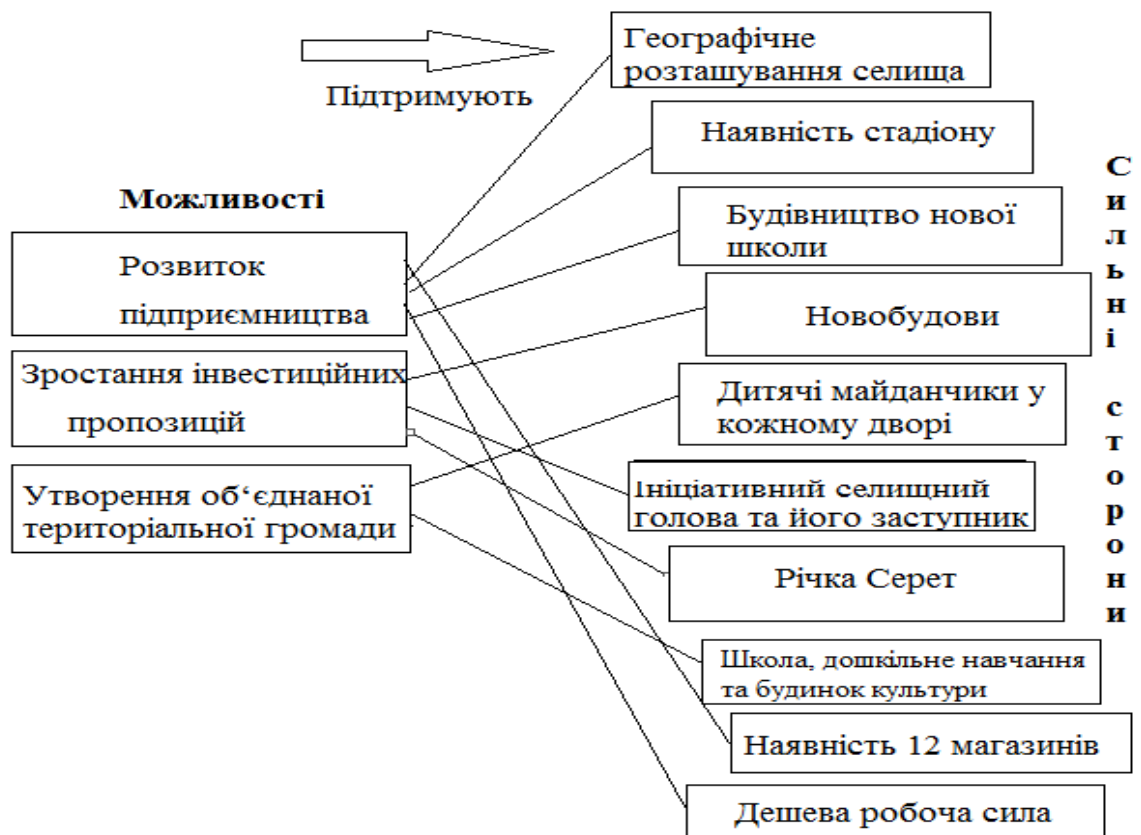 Підтримують
Можливості
Розвиток
підприємництва
Зростання інвестиційних
пропозицій
Утворення об‘єднаної
територіальної громади
Географічне
розташування селища
Наявність стадіону
Будівництво нової
школи
Новобудови
Дитячі майданчики у
кожному дворі
Ініціативний селищний
голова та його заступник
Річка Серет
Школа, дошкільне навчання
та будинок культури
Наявність 12 магазинів
Дешева робоча сила
Сильні сторони